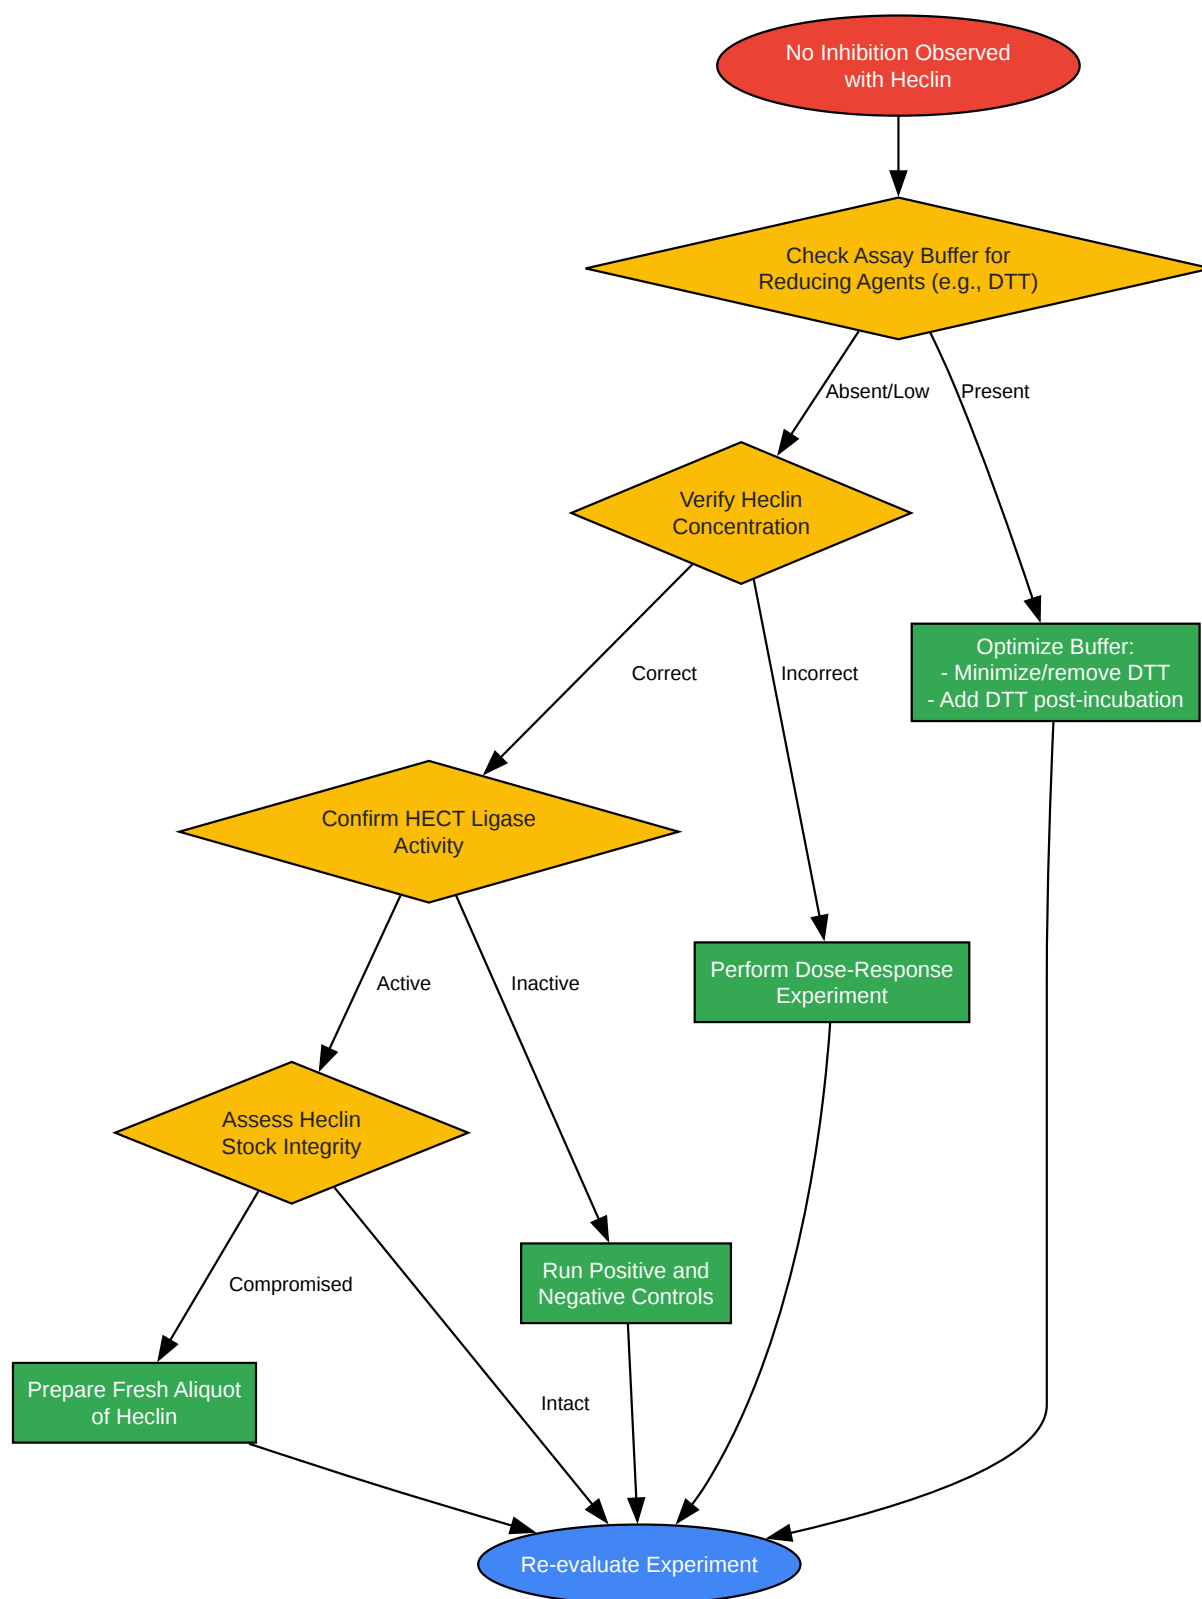 No Inhibition Observed
with Heclin
Check Assay Buffer for
Reducing Agents (e.g., DTT)
Absent/Low
Present
Verify Heclin
Concentration
Optimize Buffer:
- Minimize/remove DTT
- Add DTT post-incubation
Correct
Incorrect
Confirm HECT Ligase
Activity
Perform Dose-Response
Experiment
Active
Inactive
Assess Heclin
Stock Integrity
Run Positive and
Negative Controls
Compromised
Intact
Prepare Fresh Aliquot
of Heclin
Re-evaluate Experiment